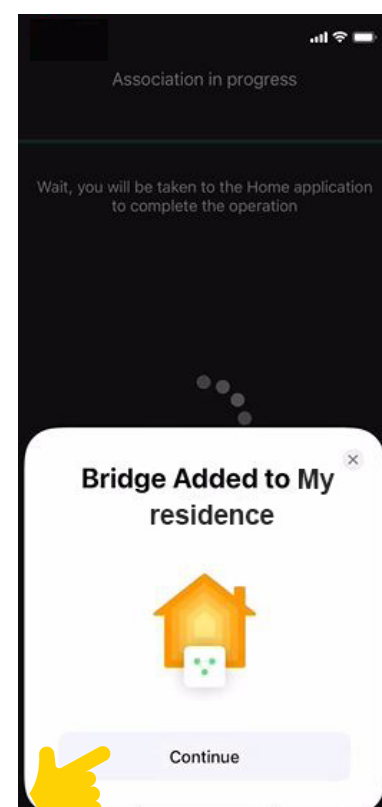 Association in progress
Wait, you will be taken to the Home application
to complete the operation
Bridge Added to My
residence
Continue